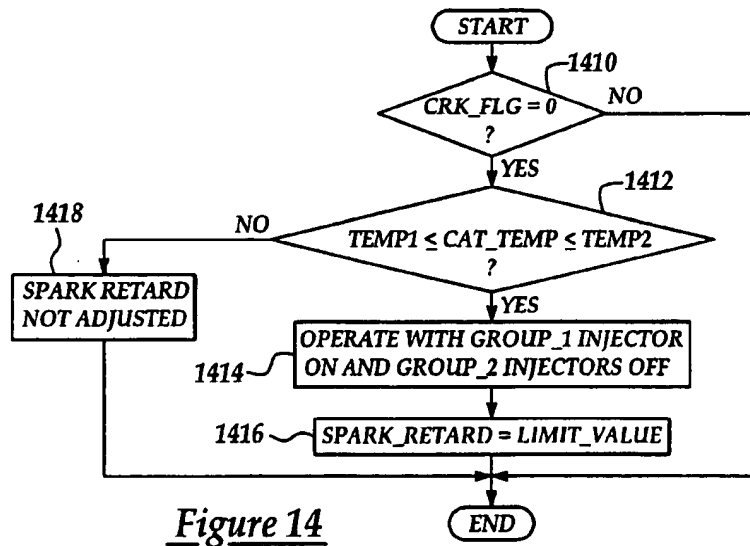 START
1410
CRK_FLG = 0
?
NO
YES
1412
TEMP1 ≤ CAT_TEMP ≤ TEMP2
?
NO
1418
SPARK RETARD
NOT ADJUSTED
YES
OPERATE WITH GROUP_1 INJECTOR
ON AND GROUP_2 INJECTORS OFF
1414
1416
SPARK_RETARD = LIMIT_VALUE
END
Figure 14